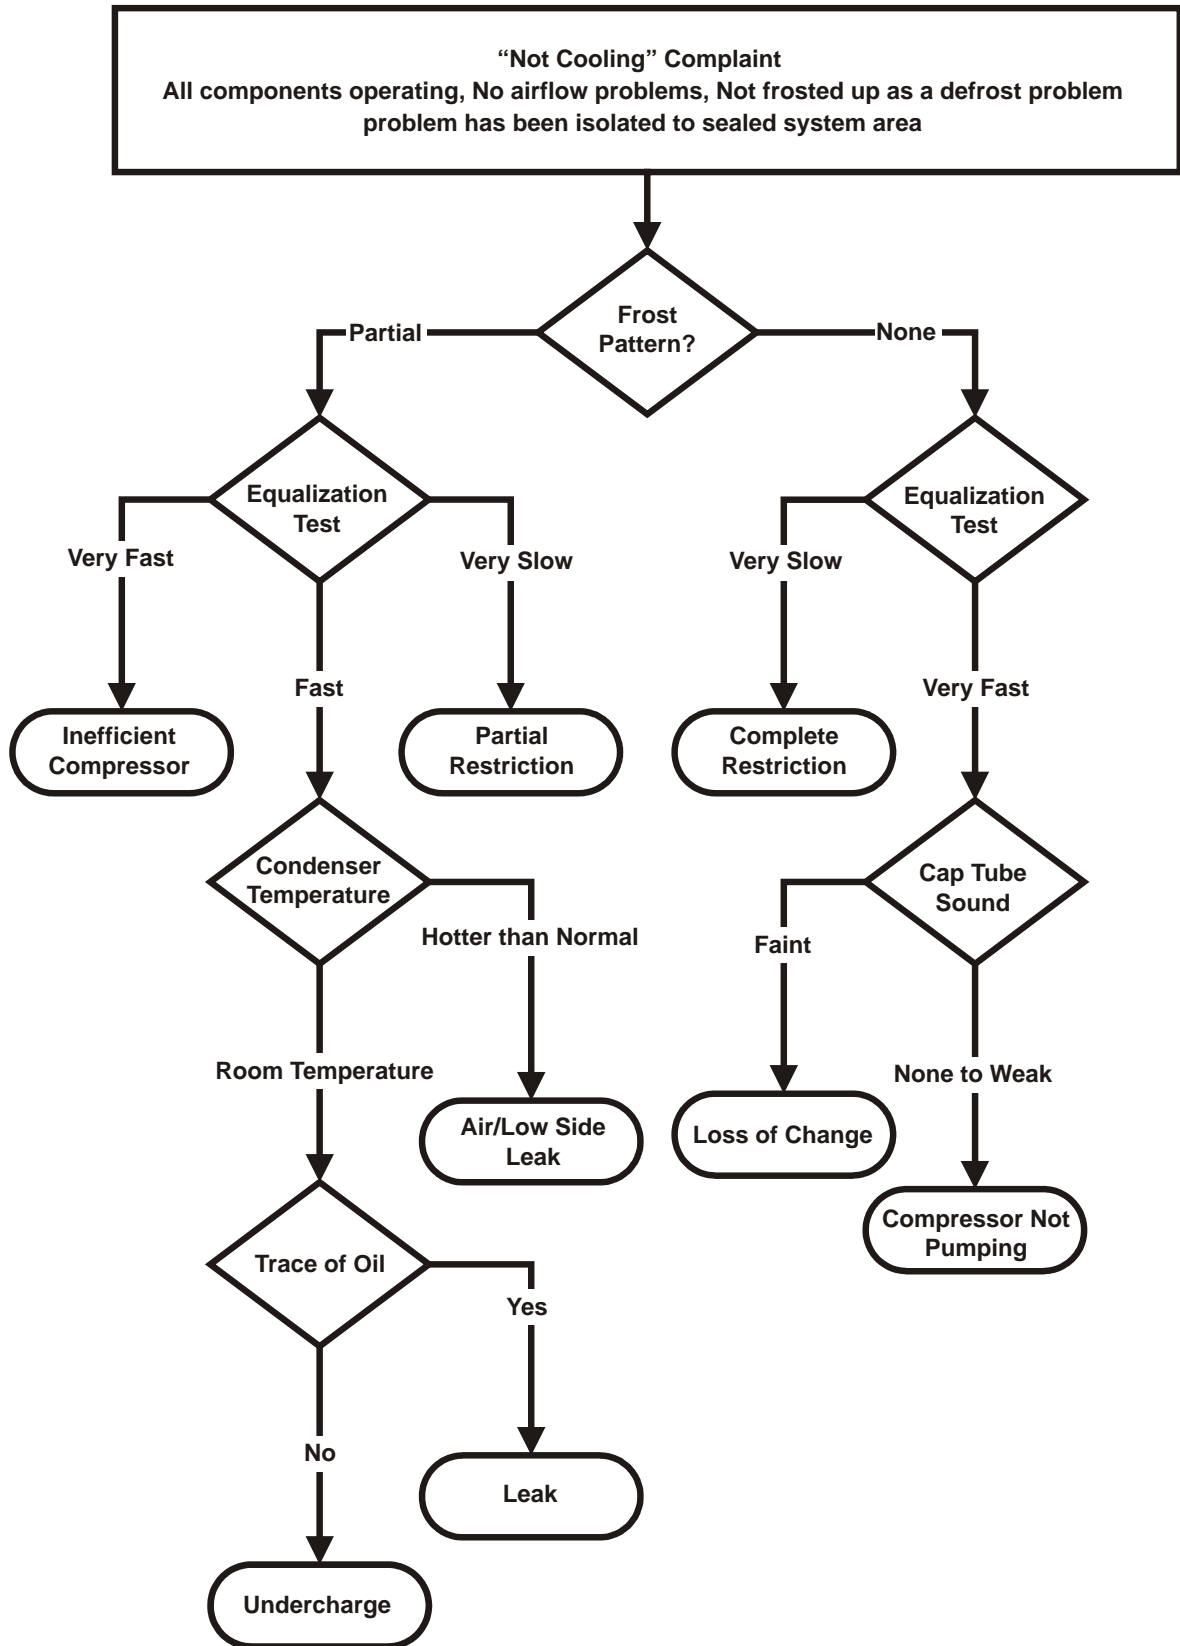 “Not Cooling” Complaint
All components operating, No airflow problems, Not frosted up as a defrost problem
problem has been isolated to sealed system area
Frost
Pattern?
Partial
None
Equalization
Test
Equalization
Test
Very Fast
Very Slow
Very Slow
Fast
Very Fast
Inefficient
Compressor
Partial
Restriction
Complete
Restriction
Condenser
Temperature
Cap Tube
Sound
Hotter than Normal
Faint
Room Temperature
None to Weak
Air/Low Side
Leak
Loss of Change
Compressor Not
Pumping
Trace of Oil
Yes
No
Leak
Undercharge